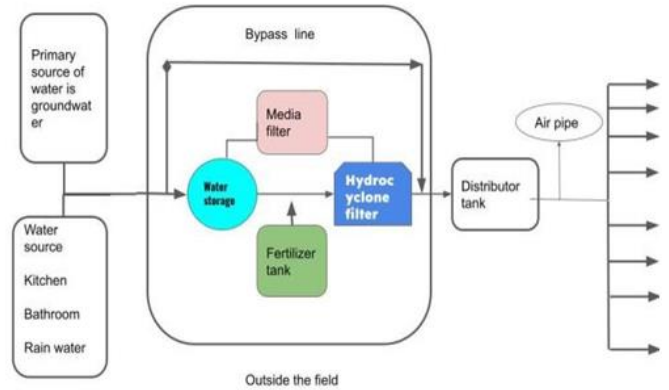 Bypass line
Primary
source of
water is
groundwat
er
Media
filter
Air pipe
Water
storage
Hydroc
yclone
filter
Distributor
tank
Water
source
Kitchen
Bathroom
Rain water
Fertilizer
tank
Outside the field